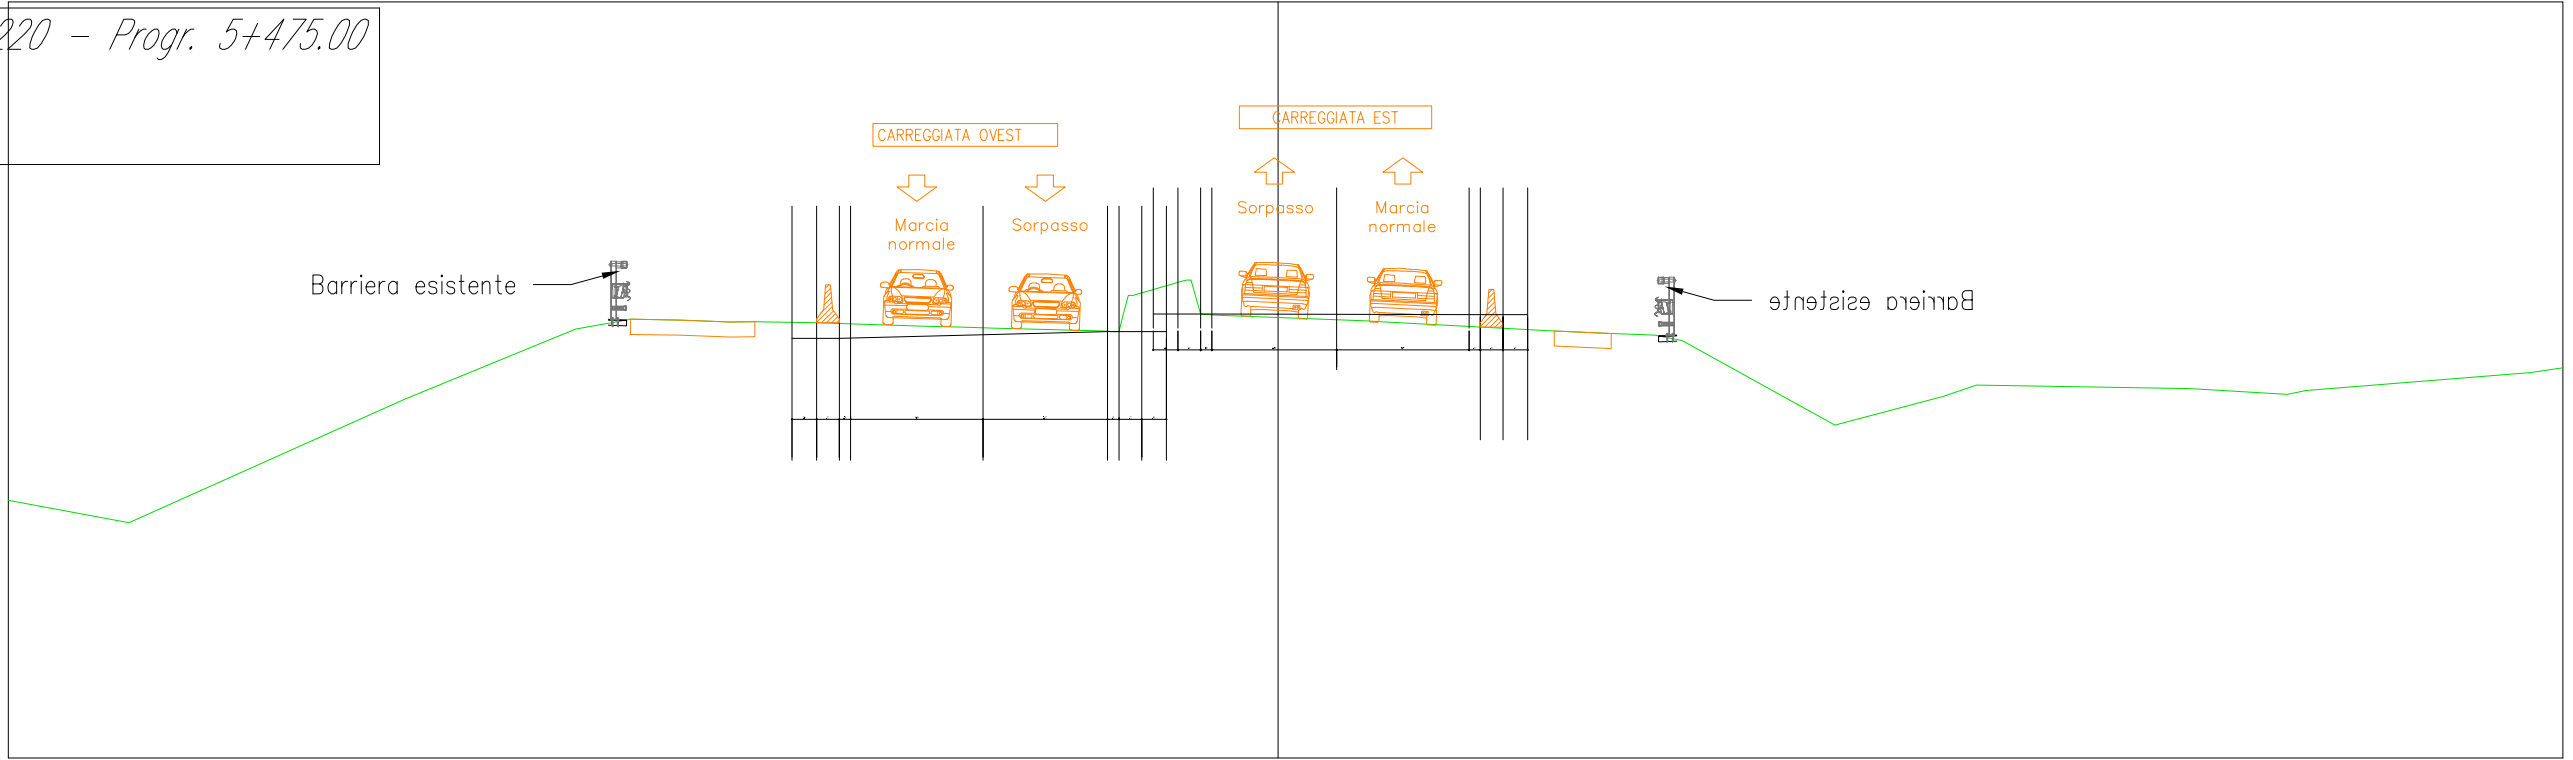 220 - Progr. 5+475.00
CARREGGIATA OVEST
CARREGGIATA EST
Marcia
normale
Sorpasso
Sorpasso
Marcia
normale
Barriera esistente
Barriera esistente